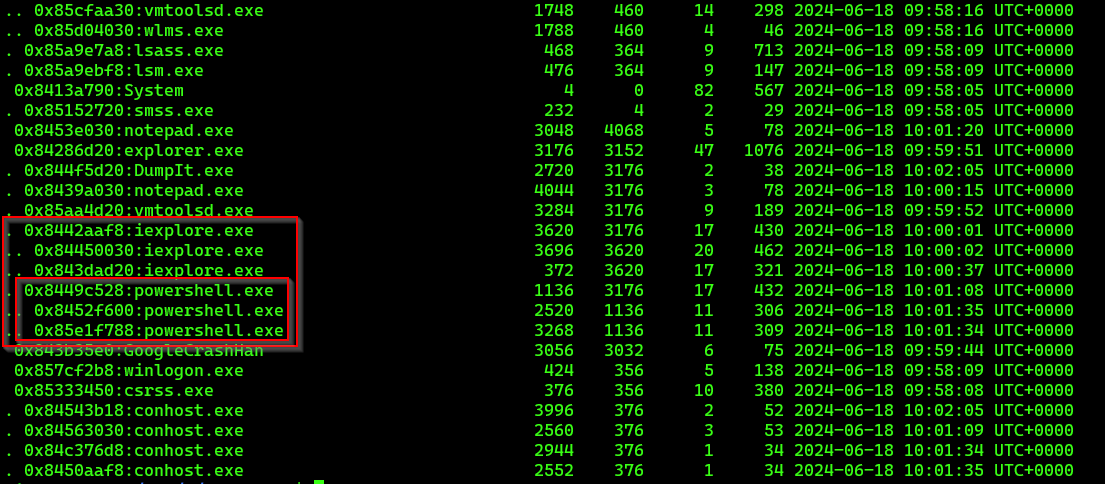 .. 0x85cfaa30:vmtoolsd.exe 1748 460 14 298 2024-06-18 09:58:16 UTC+0000
.. 0x85d04030:wlms.exe 1788 460 4 46 2024-06-18 09:58:16 UTC+0000
. 0x85a9e7a8:lsass.exe 468 364 9 713 2024-06-18 09:58:09 UTC+0000
. 0x85a9ebf8:lsm.exe 476 364 9 147 2024-06-18 09:58:09 UTC+0000
0x8413a790:System 4 0 82 567 2024-06-18 09:58:05 UTC+0000
. 0x85152720:smss.exe 232 4 2 29 2024-06-18 09:58:05 UTC+0000
0x8453e030:notepad.exe 3048 4068 5 78 2024-06-18 10:01:20 UTC+0000
0x84286d20:explorer.exe 3176 3152 47 1076 2024-06-18 09:59:51 UTC+0000
. 0x844f5d20:DumpIt.exe 2720 3176 2 38 2024-06-18 10:02:05 UTC+0000
. 0x8439a030:notepad.exe 4044 3176 3 78 2024-06-18 10:00:15 UTC+0000
. 0x85aa4d20:vmtoolsd.exe 3284 3176 9 189 2024-06-18 09:59:52 UTC+0000
. 0x8442aaf8:iexplore.exe 3620 3176 17 430 2024-06-18 10:00:01 UTC+0000
.. 0x84450030:iexplore.exe 3696 3620 20 462 2024-06-18 10:00:02 UTC+0000
.. 0x843dad20:iexplore.exe 372 3620 17 321 2024-06-18 10:00:37 UTC+0000
. 0x8449c528:powershell.exe 1136 3176 17 432 2024-06-18 10:01:08 UTC+0000
.. 0x8452f600:powershell.exe 2520 1136 11 306 2024-06-18 10:01:35 UTC+0000
.. 0x85e1f788:powershell.exe 3268 1136 11 309 2024-06-18 10:01:34 UTC+0000
0x843b35e0:GoogleCrashHan 3056 3032 6 75 2024-06-18 09:59:44 UTC+0000
0x857cf2b8:winlogon.exe 424 356 5 138 2024-06-18 09:58:09 UTC+0000
0x85333450:csrss.exe 376 356 10 380 2024-06-18 09:58:08 UTC+0000
. 0x84543b18:conhost.exe 3996 376 2 52 2024-06-18 10:02:05 UTC+0000
. 0x84563030:conhost.exe 2560 376 3 53 2024-06-18 10:01:09 UTC+0000
. 0x84c376d8:conhost.exe 2944 376 1 34 2024-06-18 10:01:34 UTC+0000
. 0x8450aaf8:conhost.exe 2552 376 1 34 2024-06-18 10:01:35 UTC+0000